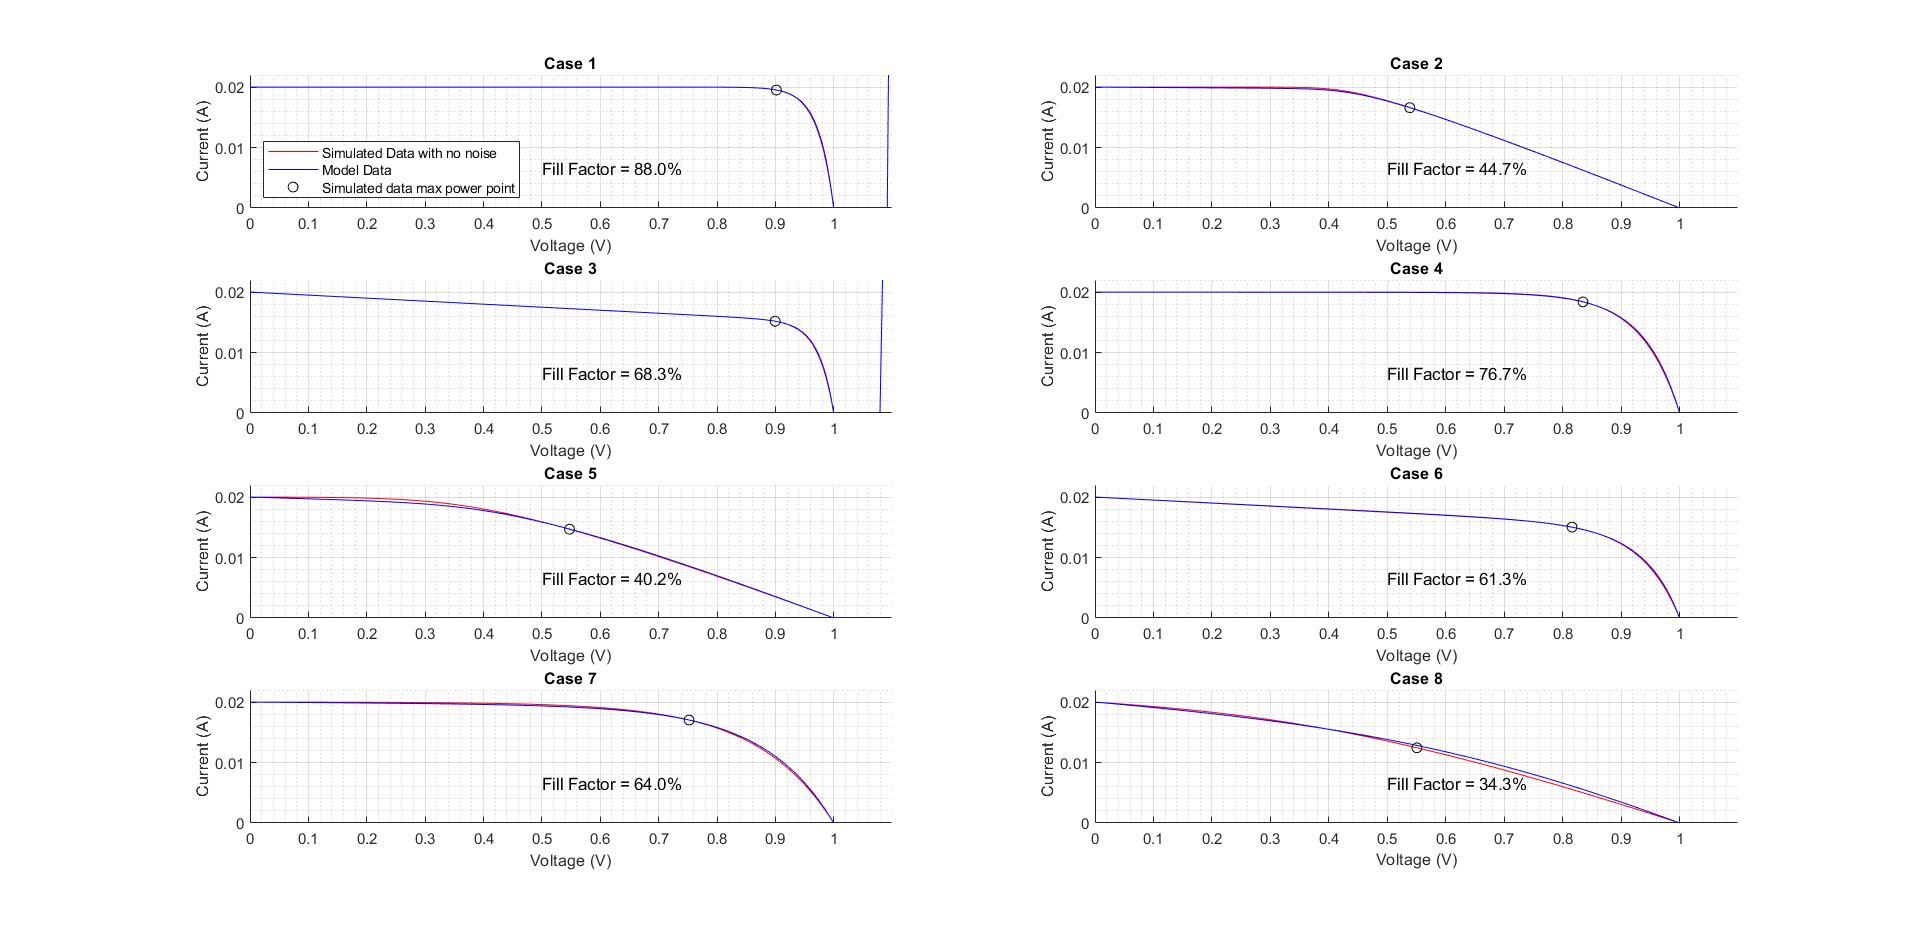 Case 1
Current (A)
0.02
0.01
0
Simulated Data with no noise
Model Data
Simulated data max power point
Fill Factor = 88.0%
0 0.1 0.2 0.3 0.4 0.5 0.6 0.7 0.8 0.9 1
Voltage (V)
Case 2
Current (A)
0.02
0.01
0
Fill Factor = 44.7%
0 0.1 0.2 0.3 0.4 0.5 0.6 0.7 0.8 0.9 1
Voltage (V)
Case 3
Current (A)
0.02
0.01
0
Fill Factor = 68.3%
0 0.1 0.2 0.3 0.4 0.5 0.6 0.7 0.8 0.9 1
Voltage (V)
Case 4
Current (A)
0.02
0.01
0
Fill Factor = 76.7%
0 0.1 0.2 0.3 0.4 0.5 0.6 0.7 0.8 0.9 1
Voltage (V)
Case 5
Current (A)
0.02
0.01
0
Fill Factor = 40.2%
0 0.1 0.2 0.3 0.4 0.5 0.6 0.7 0.8 0.9 1
Voltage (V)
Case 6
Current (A)
0.02
0.01
0
Fill Factor = 61.3%
0 0.1 0.2 0.3 0.4 0.5 0.6 0.7 0.8 0.9 1
Voltage (V)
Case 7
Current (A)
0.02
0.01
0
Fill Factor = 64.0%
0 0.1 0.2 0.3 0.4 0.5 0.6 0.7 0.8 0.9 1
Voltage (V)
Case 8
Current (A)
0.02
0.01
0
Fill Factor = 34.3%
0 0.1 0.2 0.3 0.4 0.5 0.6 0.7 0.8 0.9 1
Voltage (V)